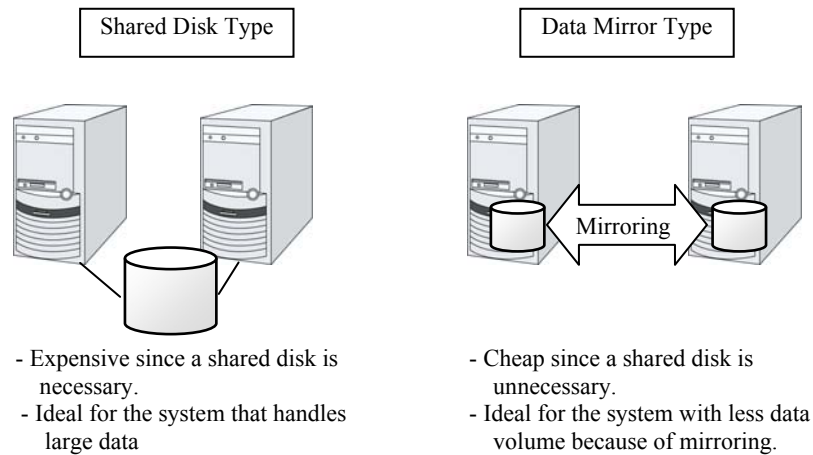 Shared Disk Type
Data Mirror Type
Mirroring
- Expensive since a shared disk is
necessary.
- Ideal for the system that handles
large data
- Cheap since a shared disk is
unnecessary.
- Ideal for the system with less data
volume because of mirroring.